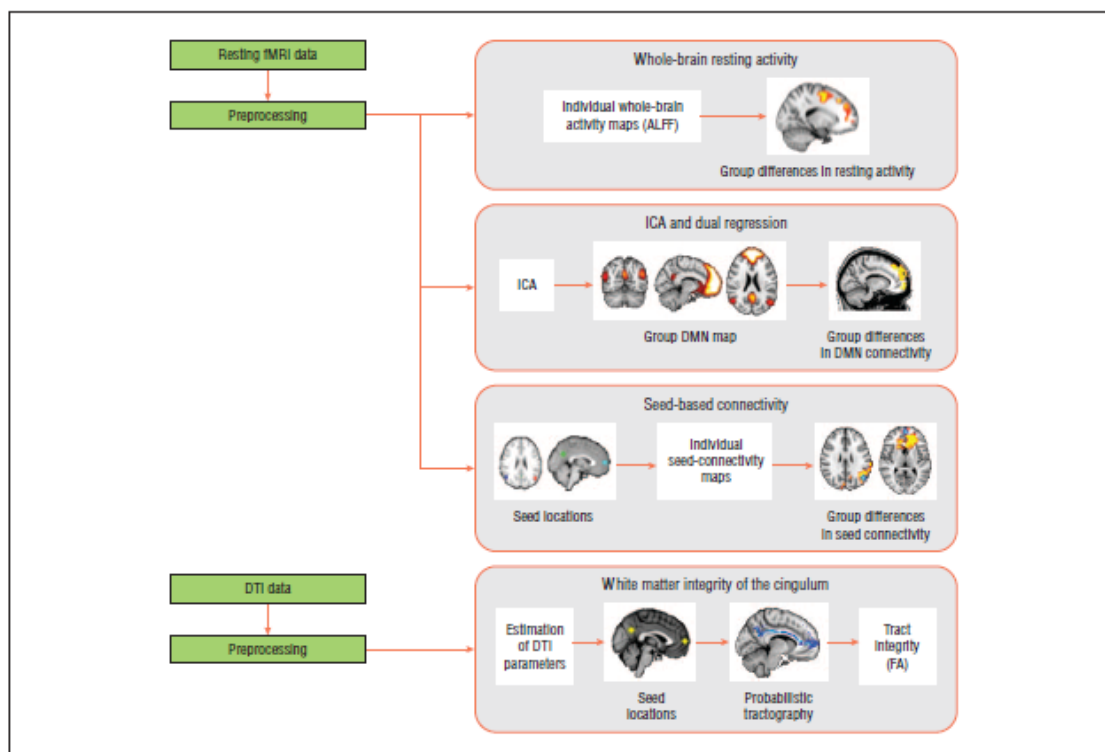 Resting fMRI data
Preprocessing
Whole-brain resting activity
Individual whole-brain
activity maps (ALFF)
Group differences in resting activity
ICA and dual regression
ICA
Group DMN map
Group differences
in DMN connectivity
Seed-based connectivity
Seed locations
Individual
seed-connectivity
maps
Group differences
in seed connectivity
DTI data
Preprocessing
White matter integrity of the cingulum
Estimation
of DTI
parameters
Seed
locations
Probabilistic
tractography
Tract
integrity
(FA)